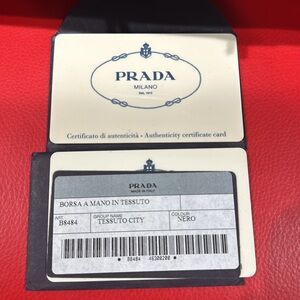 PRADA
MILANO
DAL 1913
Certificato di autenticità - Authenticity certificate card
PRADA
MADE IN ITALY
BORSA A MANO IN TESSUTO
ART.
GROUP NAME
COLOUR
B8484
TESSUTO CITY
NERO